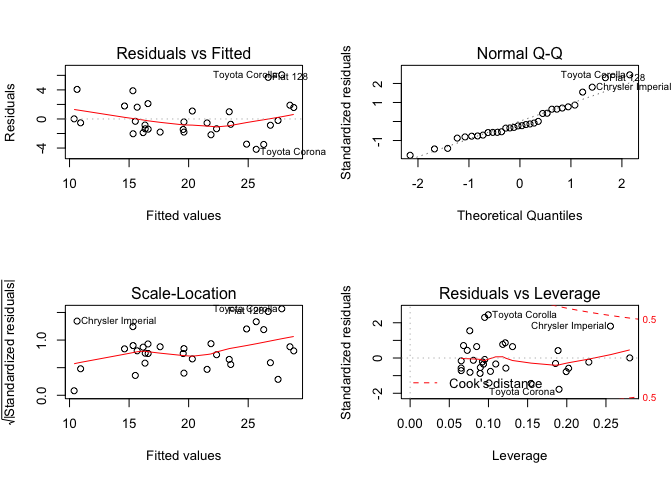 Residuals vs Fitted
Residuals
4
0
-4
Toyota Corolla
Fiat 128
Toyota Corona
10
15
20
25
Fitted values
Normal Q-Q
Standardized residuals
2
1
-1
Toyota Corolla
Fiat 128
Chrysler Imperial
-2
-1
0
1
2
Theoretical Quantiles
Scale-Location
√|Standardized residuals|
1.0
0.0
Toyota Corolla
Fiat 128
Chrysler Imperial
10
15
20
25
Fitted values
Residuals vs Leverage
Standardized residuals
2
0
-2
Toyota Corolla
Chrysler Imperial
Toyota Corona
Cook's distance
0.5
0.5
0.00
0.05
0.10
0.15
0.20
0.25
Leverage